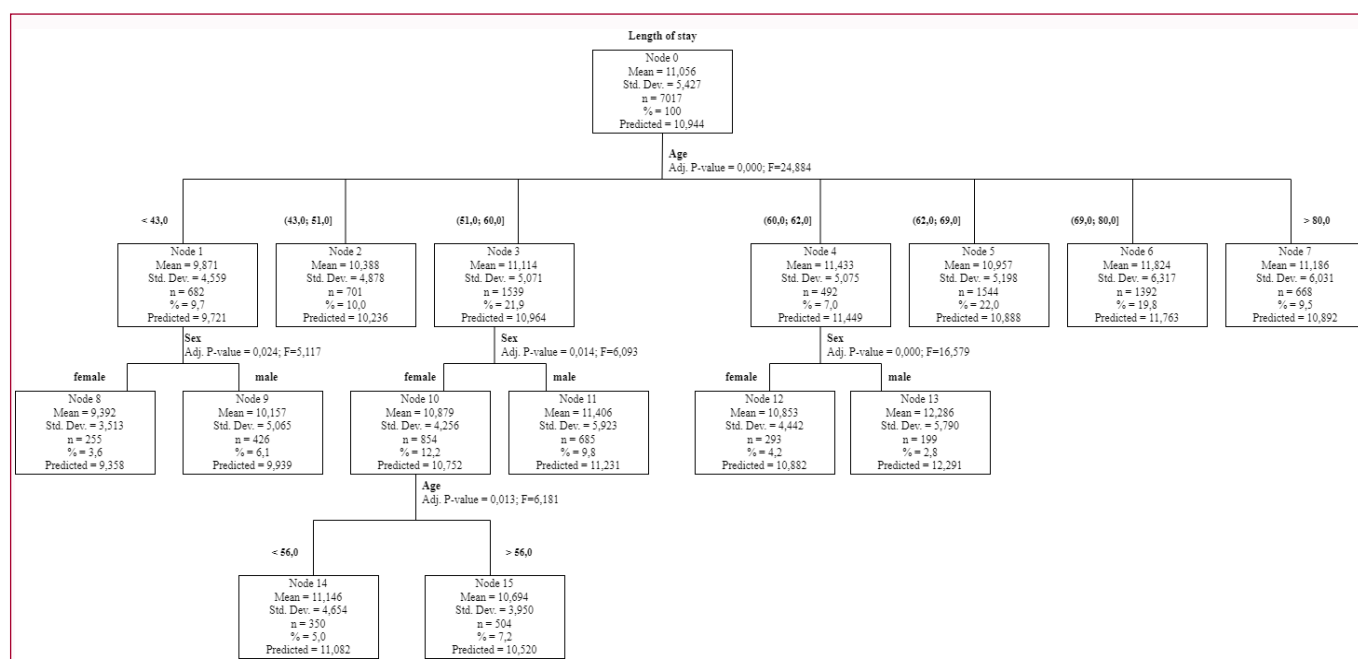 Length of stay
Node 0
Mean = 11,056
Std. Dev. = 5,427
n = 7017
% = 100
Predicted = 10,944
Age
Adj. P-value = 0,000; F=24,884
< 43,0
(43,0; 51,0]
(51,0; 60,0]
(60,0; 62,0]
(62,0; 69,0]
(69,0; 80,0]
> 80,0
Node 1
Mean = 9,871
Std. Dev. = 4,559
n = 682
% = 9,7
Predicted = 9,721
Node 2
Mean = 10,388
Std. Dev. = 4,878
n = 701
% = 10,0
Predicted = 10,236
Node 3
Mean = 11,114
Std. Dev. = 5,071
n = 1539
% = 21,9
Predicted = 10,964
Node 4
Mean = 11,433
Std. Dev. = 5,075
n = 492
% = 7,0
Predicted = 11,449
Node 5
Mean = 10,957
Std. Dev. = 5,198
n = 1544
% = 22,0
Predicted = 10,888
Node 6
Mean = 11,824
Std. Dev. = 6,317
n = 1392
% = 19,8
Predicted = 11,763
Node 7
Mean = 11,186
Std. Dev. = 6,031
n = 668
% = 9,5
Predicted = 10,892
Sex
Adj. P-value = 0,024; F=5,117
Sex
Adj. P-value = 0,014; F=6,093
Sex
Adj. P-value = 0,000; F=16,579
female
male
female
male
female
male
Node 8
Mean = 9,392
Std. Dev. = 3,513
n = 255
% = 3,6
Predicted = 9,358
Node 9
Mean = 10,157
Std. Dev. = 5,065
n = 426
% = 6,1
Predicted = 9,939
Node 10
Mean = 10,879
Std. Dev. = 4,256
n = 854
% = 12,2
Predicted = 10,752
Node 11
Mean = 11,406
Std. Dev. = 5,923
n = 685
% = 9,8
Predicted = 11,231
Node 12
Mean = 10,853
Std. Dev. = 4,442
n = 293
% = 4,2
Predicted = 10,882
Node 13
Mean = 12,286
Std. Dev. = 5,790
n = 199
% = 2,8
Predicted = 12,291
Age
Adj. P-value = 0,013; F=6,181
< 56,0
> 56,0
Node 14
Mean = 11,146
Std. Dev. = 4,654
n = 350
% = 5,0
Predicted = 11,082
Node 15
Mean = 10,694
Std. Dev. = 3,950
n = 504
% = 7,2
Predicted = 10,520